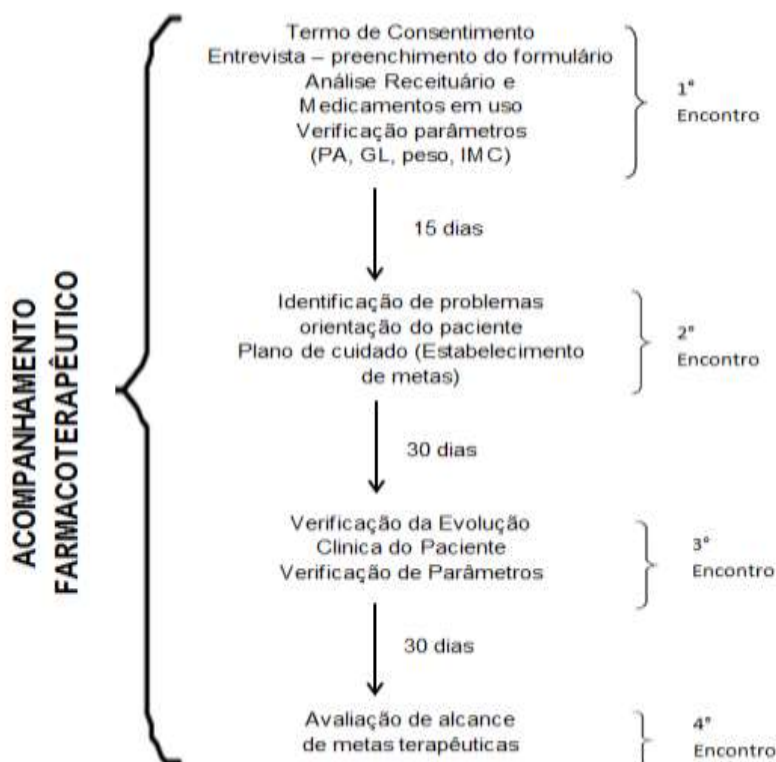 ACOMPANHAMENTO
FARMACOTERAPÊUTICO
Termo de Consentimento
Entrevista – preenchimento do formulário
Análise Receituário e
Medicamentos em uso
Verificação parâmetros
(PA, GL, peso, IMC)
1°
Encontro
15 dias
Identificação de problemas
orientação do paciente
Plano de cuidado (Estabelecimento
de metas)
2°
Encontro
30 dias
Verificação da Evolução
Clinica do Paciente
Verificação de Parâmetros
3°
Encontro
30 dias
Avaliação de alcance
de metas terapêuticas
4°
Encontro